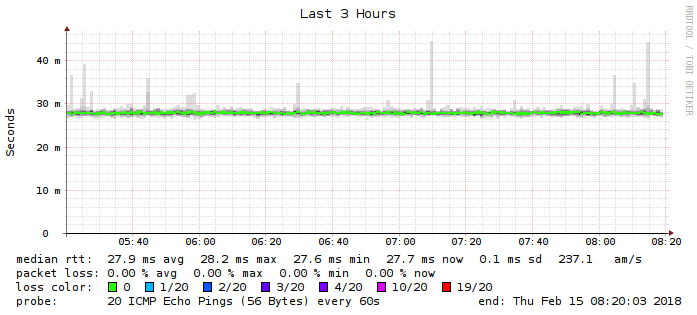 Last 3 Hours
RRDTOOL / TOBI OETIKER
Seconds
40 m
30 m
20 m
10 m
0
05:40 06:00 06:20 06:40 07:00 07:20 07:40 08:00 08:20
median rtt: 27.9 ms avg 28.2 ms max 27.6 ms min 27.7 ms now 0.1 ms sd 237.1 am/s
packet loss: 0.00 % avg 0.00 % max 0.00 % min 0.00 % now
loss color: 0 1/20 2/20 3/20 4/20 10/20 19/20
probe: 20 ICMP Echo Pings (56 Bytes) every 60s end: Thu Feb 15 08:20:03 2018